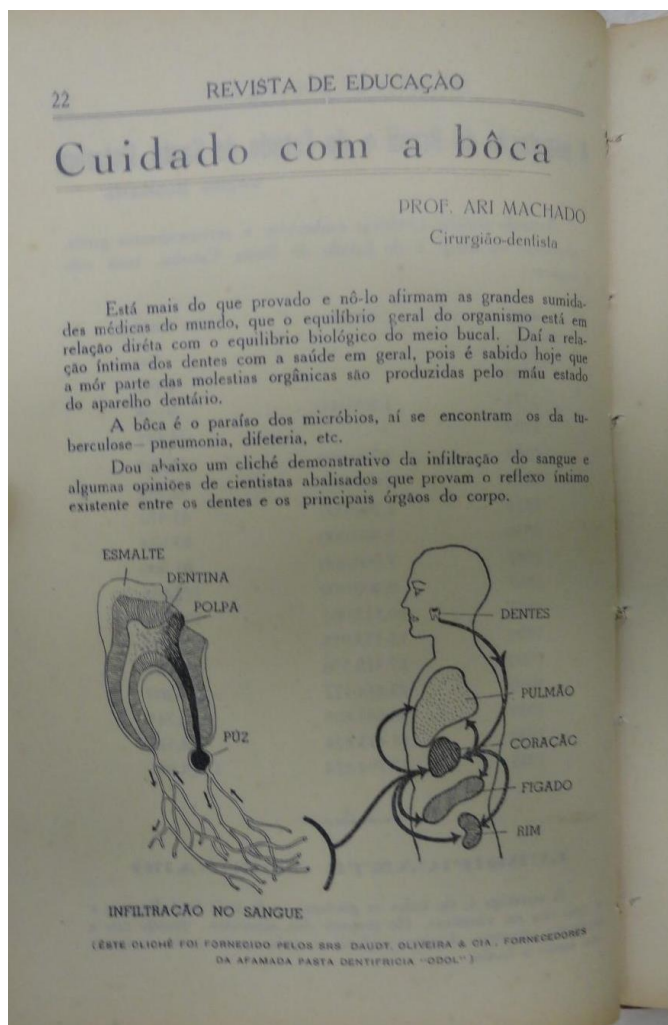 22
REVISTA DE EDUCAÇÃO
Cuidado com a bôca
PROF. ARI MACHADO
Cirurgião-dentista
Está mais do que provado e nô-lo afirmam as grandes sumida-
des médicas do mundo, que o equilíbrio geral do organismo está em
relação diréta com o equilibrio biológico do meio bucal. Daí a rela-
ção íntima dos dentes com a saúde em geral, pois é sabido hoje que
a mór parte das molestias orgânicas são produzidas pelo máu estado
do aparelho dentário.
A bôca é o paraíso dos micróbios, aí se encontram os da tu-
berculose— pneumonia, difeteria, etc.
Dou abaixo um cliché demonstrativo da infiltração do sangue e
algumas opiniões de cientistas abalisados que provam o reflexo íntimo
existente entre os dentes e os principais órgãos do corpo.
ESMALTE
DENTINA
POLPA
PÚZ
INFILTRAÇÃO NO SANGUE
DENTES
PULMÃO
CORAÇÃO
FIGADO
RIM
(ÊSTE CLICHÉ FOI FORNECIDO PELOS SRS. DAUDT, OLIVEIRA & CIA, FORNECEDORES
DA AFAMADA PASTA DENTIFRICIA "ODOL")